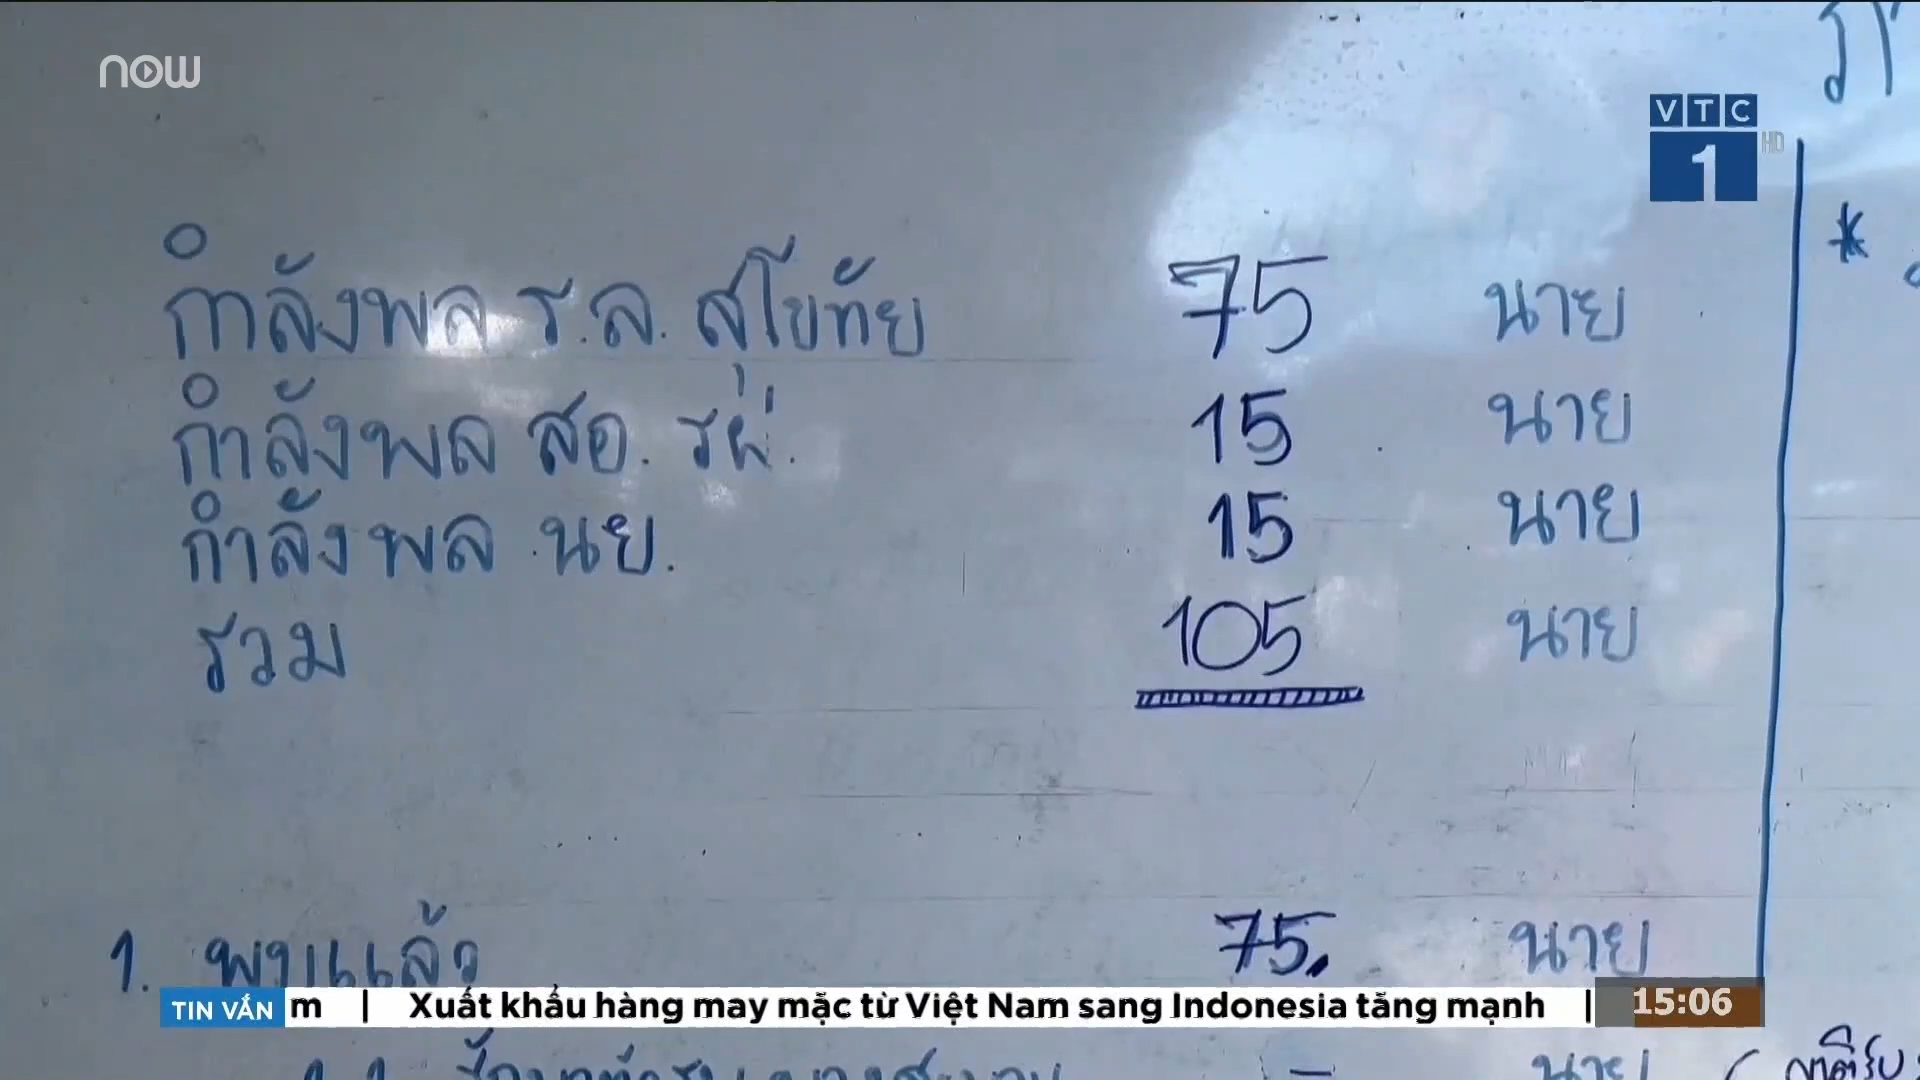 now
VTC
1
HD
*
กำลังพล ร.ล. สุโขทัย 75 นาย
กำลังพล สอ. รฝ. 15 นาย
กำลังพล นย. 15 นาย
รวม 105 นาย
1. พบแล้ว 75. นาย
TIN VẮN m | Xuất khẩu hàng may mặc từ Việt Nam sang Indonesia tăng mạnh | 15:06
นาย